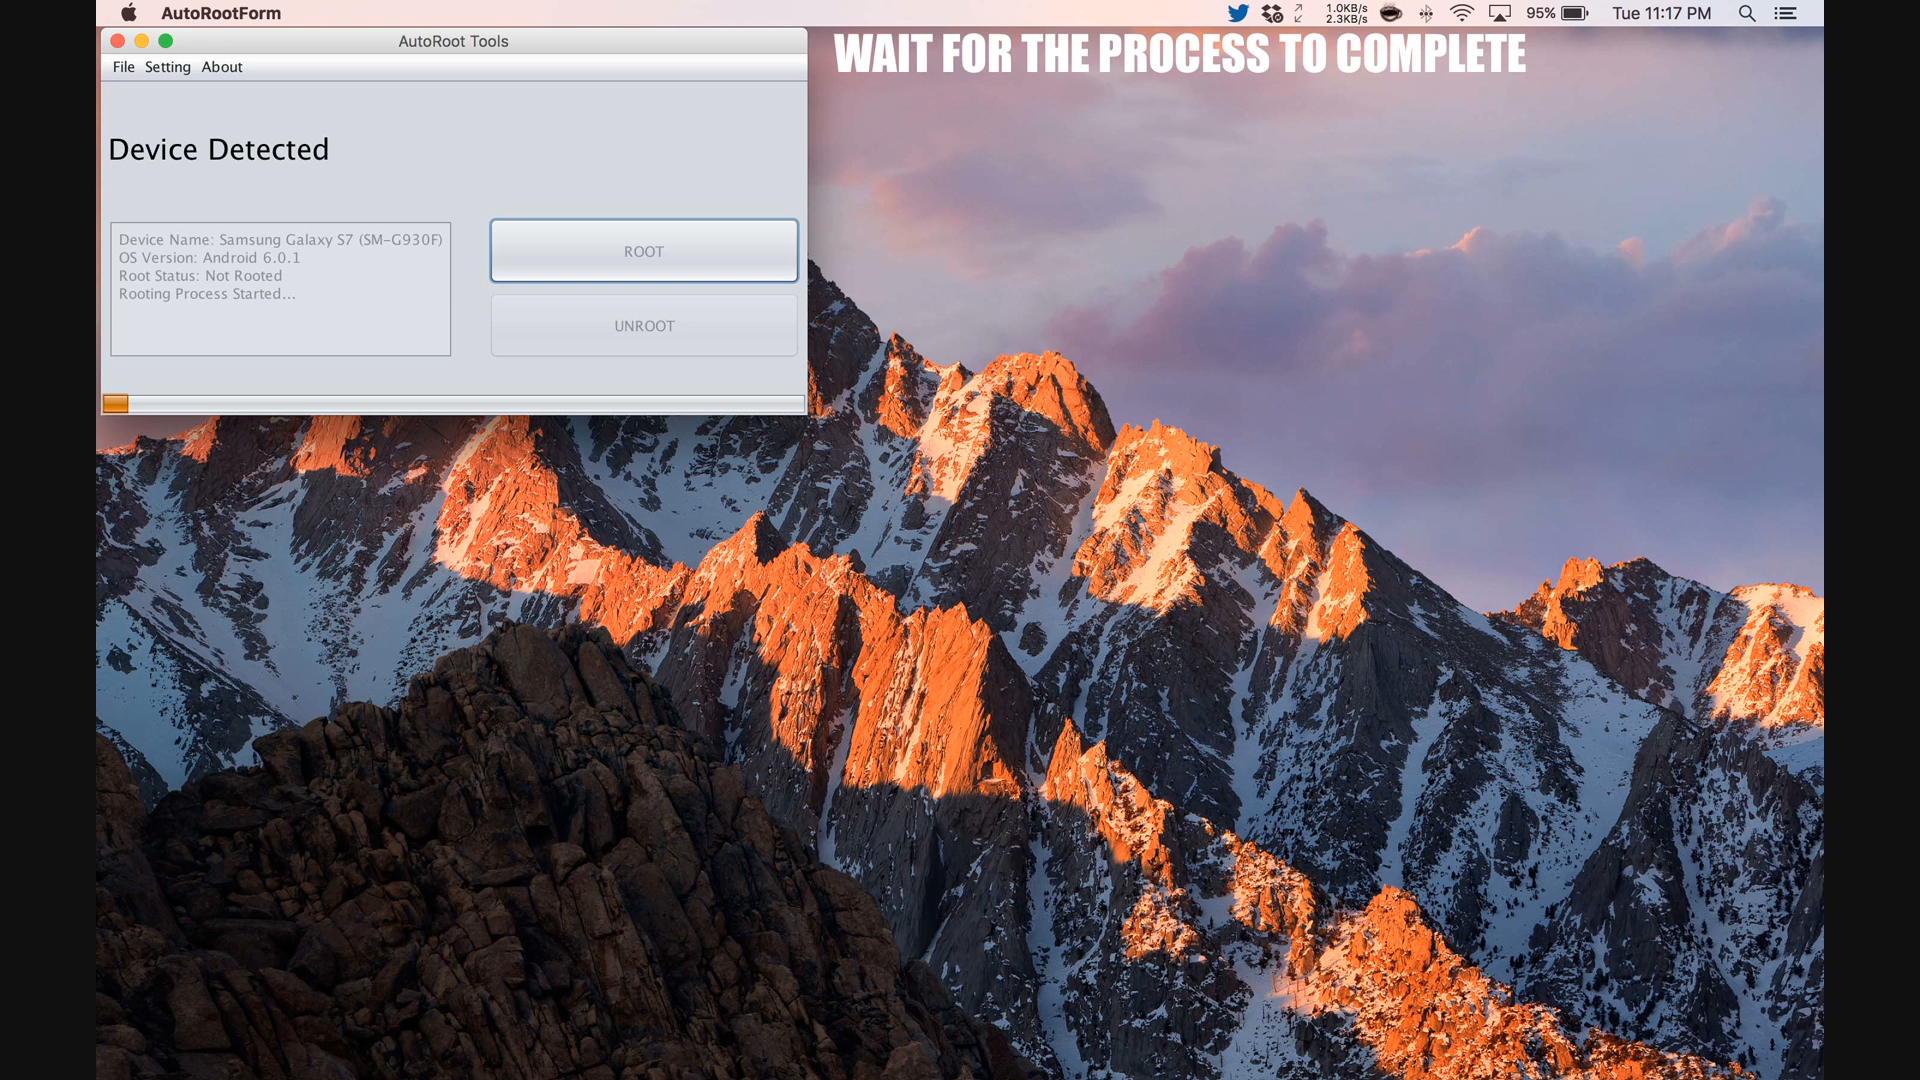 AutoRootForm
1.0KB/s
2.3KB/s
95%
Tue 11:17 PM
AutoRoot Tools
WAIT FOR THE PROCESS TO COMPLETE
File Setting About
Device Detected
Device Name: Samsung Galaxy S7 (SM-G930F)
OS Version: Android 6.0.1
Root Status: Not Rooted
Rooting Process Started...
ROOT
UNROOT